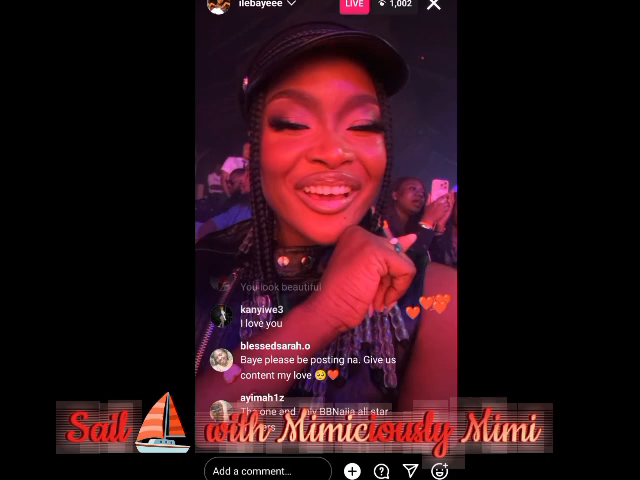 ilebayeee
LIVE
1,002
You look beautiful
kanyiwe3
I love you
blessedsarah.o
Baye please be posting na. Give us
content my love 🥺❤️
ayimah1z
The one and only BBNaija all star
Sail with Mimiciously Mimi
Add a comment...